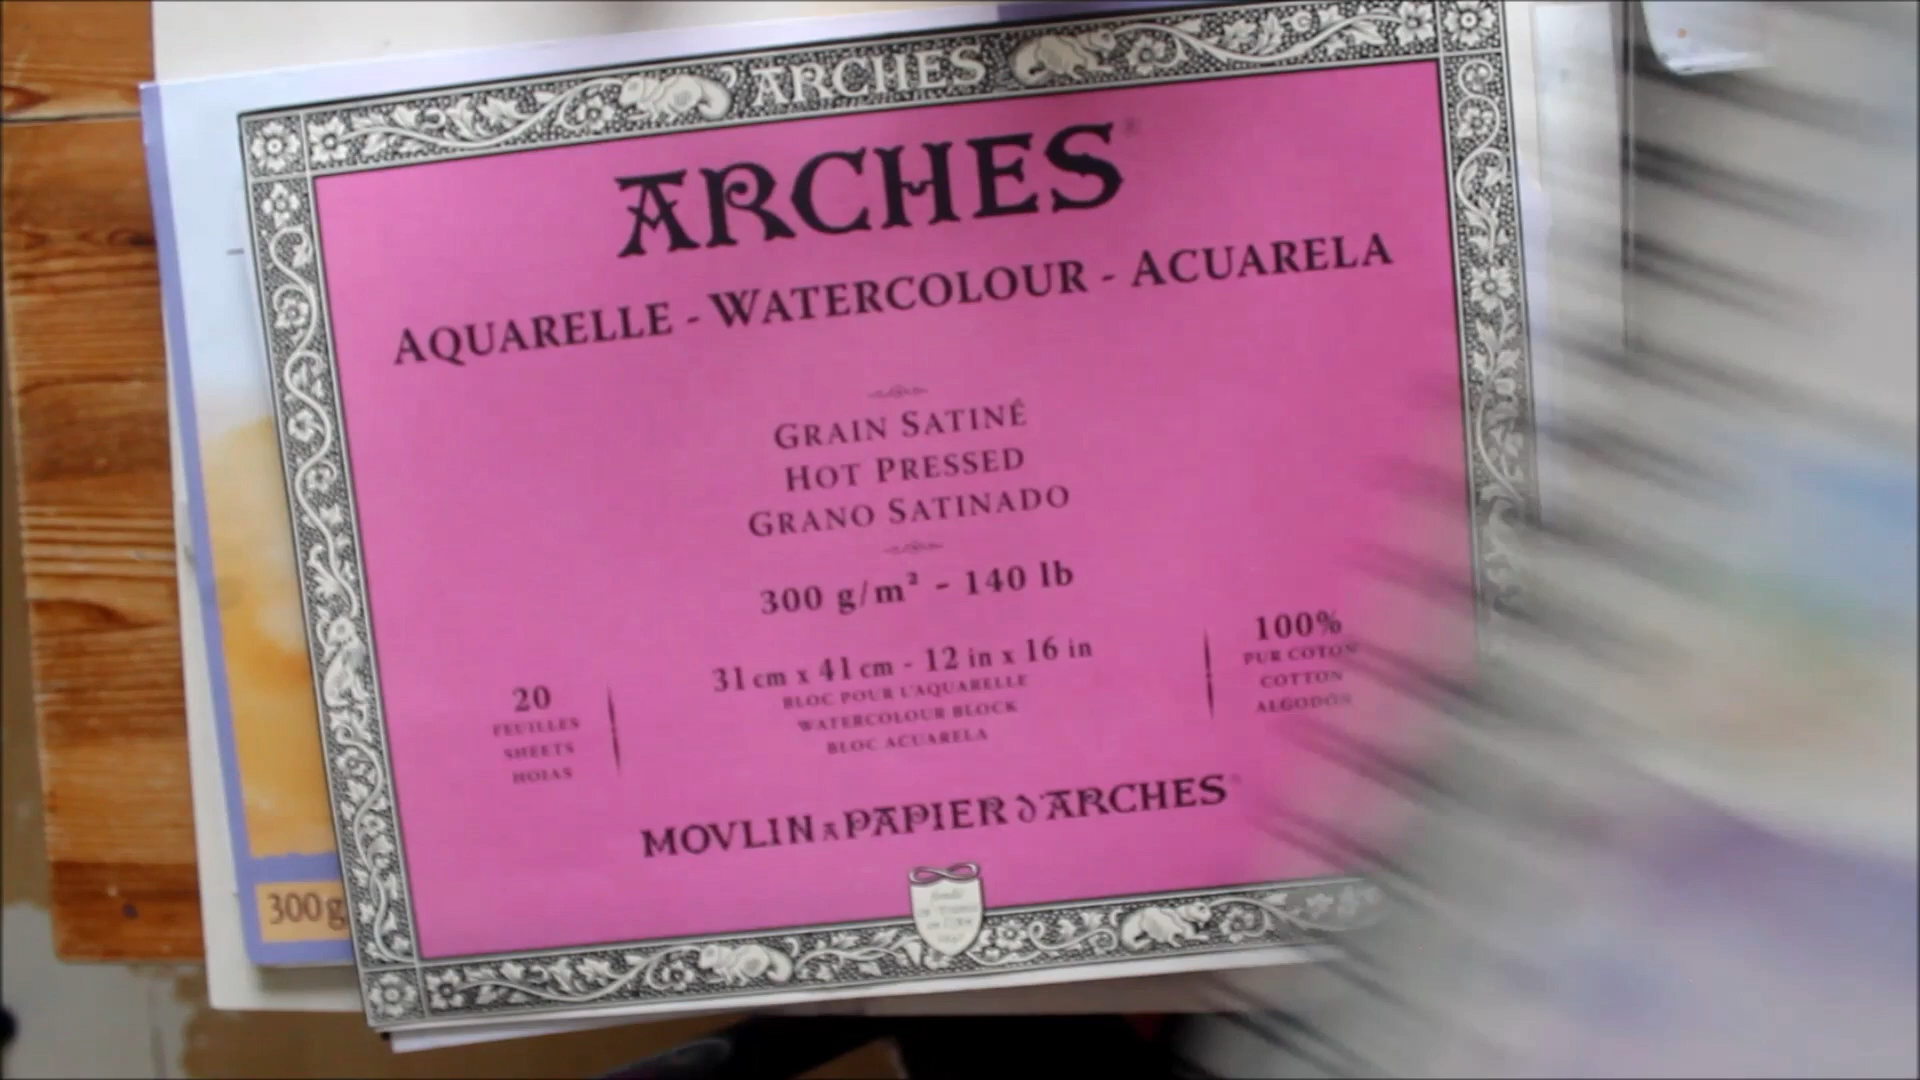 ARCHES
ARCHES®
AQUARELLE - WATERCOLOUR - ACUARELA
GRAIN SATINÉ
HOT PRESSED
GRANO SATINADO
300 g/m² - 140 lb
31 cm x 41 cm - 12 in x 16 in
BLOC POUR L'AQUARELLE
WATERCOLOUR BLOCK
BLOC ACUARELA
20
FEUILLES
SHEETS
HOJAS
100%
PUR COTON
COTTON
ALGODÓN
MOVLIN A PAPIER D'ARCHES
300g